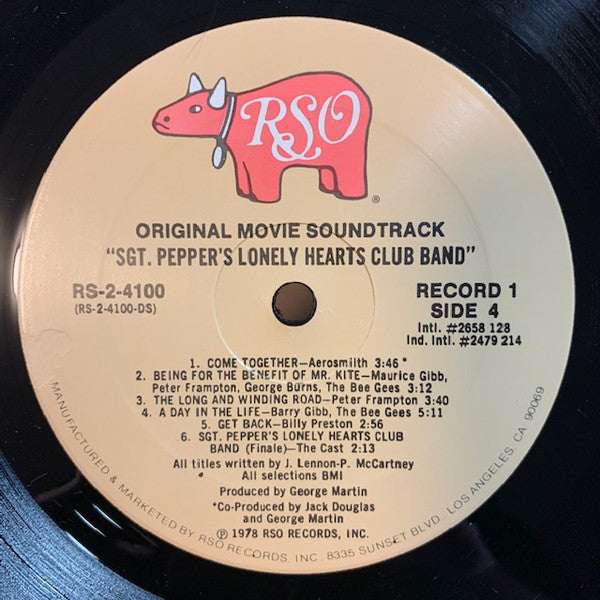 RSO
®
ORIGINAL MOVIE SOUNDTRACK
"SGT. PEPPER'S LONELY HEARTS CLUB BAND"
RS-2-4100
(RS-2-4100-DS)
RECORD 1
SIDE 4
Intl. #2658 128
Ind. Intl. #2479 214
1. COME TOGETHER—Aerosmiith 3:46*
2. BEING FOR THE BENEFIT OF MR. KITE—Maurice Gibb,
Peter Frampton, George Burns, The Bee Gees 3:12
3. THE LONG AND WINDING ROAD—Peter Frampton 3:40
4. A DAY IN THE LIFE—Barry Gibb, The Bee Gees 5:11
5. GET BACK—Billy Preston 2:56
6. SGT. PEPPER'S LONELY HEARTS CLUB
BAND (Finale)—The Cast 2:13
All titles written by J. Lennon-P. McCartney
All selections BMI
Produced by George Martin
*Co-Produced by Jack Douglas
and George Martin
℗ 1978 RSO RECORDS, INC.
MANUFACTURED & MARKETED BY RSO RECORDS, INC. 8335 SUNSET BLVD. LOS ANGELES, CA 90069